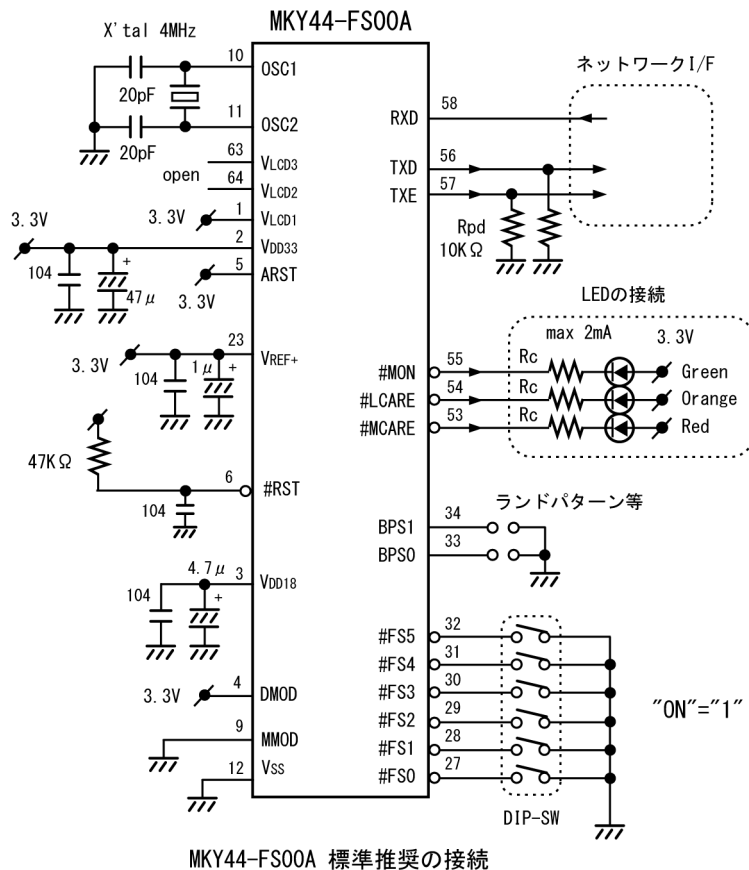 MKY44-FS00A
X'tal 4MHz
10
OSC1
20pF
11
OSC2
20pF
63
VLCD3
open
64
VLCD2
3.3V
1
VLCD1
3.3V
2
VDD33
104
+
47μ
5
ARST
3.3V
23
VREF+
3.3V
104
1μ
+
47KΩ
6
#RST
104
4.7μ
3
VDD18
104
+
3.3V
4
DMOD
9
MMOD
12
Vss
ネットワークI/F
RXD
58
TXD
56
TXE
57
Rpd
10KΩ
LEDの接続
max 2mA
3.3V
#MON
55
Rc
Green
#LCARE
54
Rc
Orange
#MCARE
53
Rc
Red
ランドパターン等
BPS1
34
BPS0
33
#FS5
32
#FS4
31
#FS3
30
#FS2
29
#FS1
28
#FS0
27
"ON"="1"
DIP-SW
MKY44-FS00A 標準推奨の接続